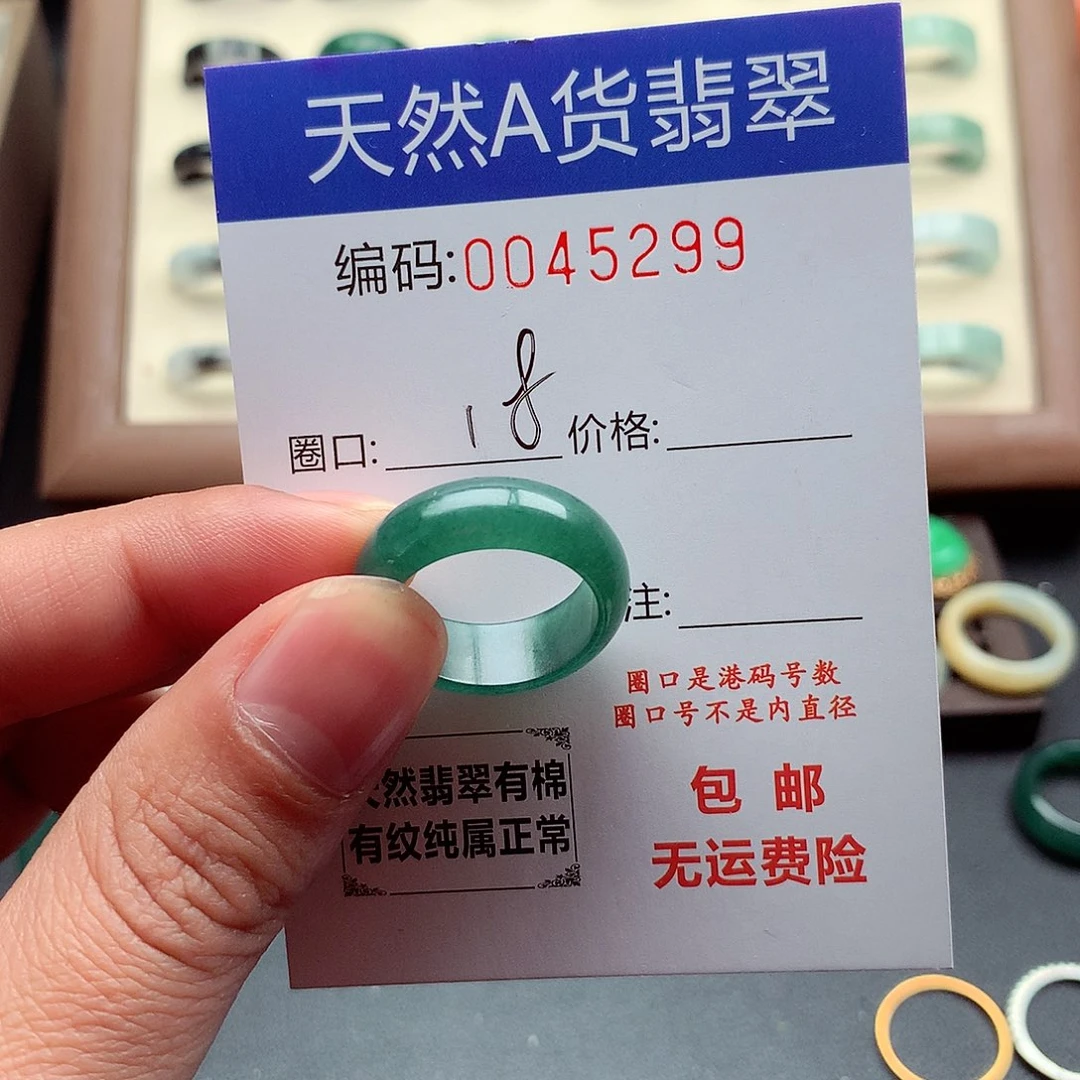 天然A货翡翠
编码:0045299
圈口: 18 价格:
注:
圈口是港码号数
圈口号不是内直径
然翡翠有棉
有纹纯属正常
包邮
无运费险